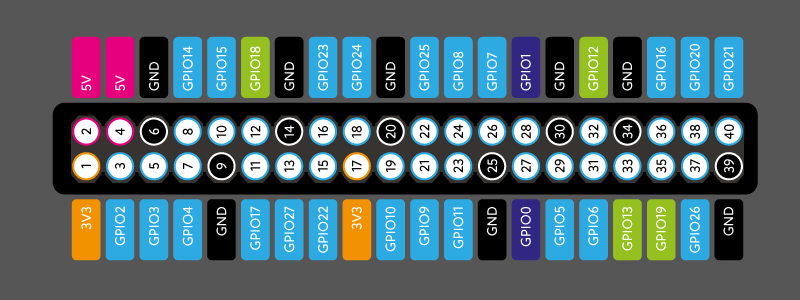 5V 5V GND GPIO14 GPIO15 GPIO18 GND GPIO23 GPIO24 GND GPIO25 GPIO8 GPIO7 GPIO1 GND GPIO12 GND GPIO16 GPIO20 GPIO21
2 4 6 8 10 12 14 16 18 20 22 24 26 28 30 32 34 36 38 40
1 3 5 7 9 11 13 15 17 19 21 23 25 27 29 31 33 35 37 39
3V3 GPIO2 GPIO3 GPIO4 GND GPIO17 GPIO27 GPIO22 3V3 GPIO10 GPIO9 GPIO11 GND GPIO0 GPIO5 GPIO6 GPIO13 GPIO19 GPIO26 GND